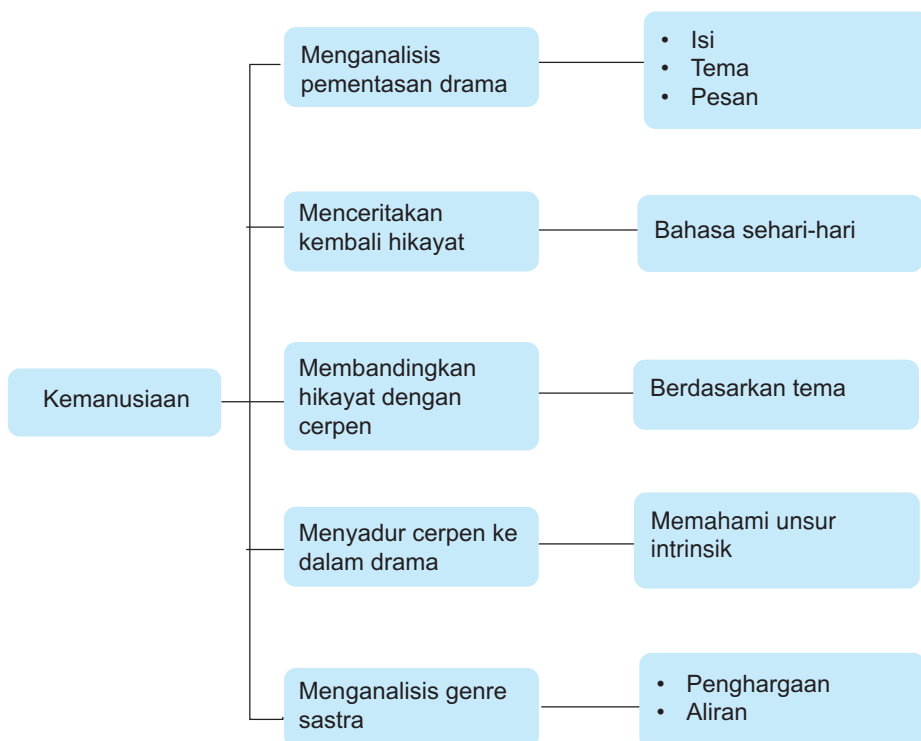 Menganalisis
pementasan drama
• Isi
• Tema
• Pesan
Menceritakan
kembali hikayat
Bahasa sehari-hari
Kemanusiaan
Membandingkan
hikayat dengan
cerpen
Berdasarkan tema
Menyadur cerpen ke
dalam drama
Memahami unsur
intrinsik
Menganalisis genre
sastra
• Penghargaan
• Aliran